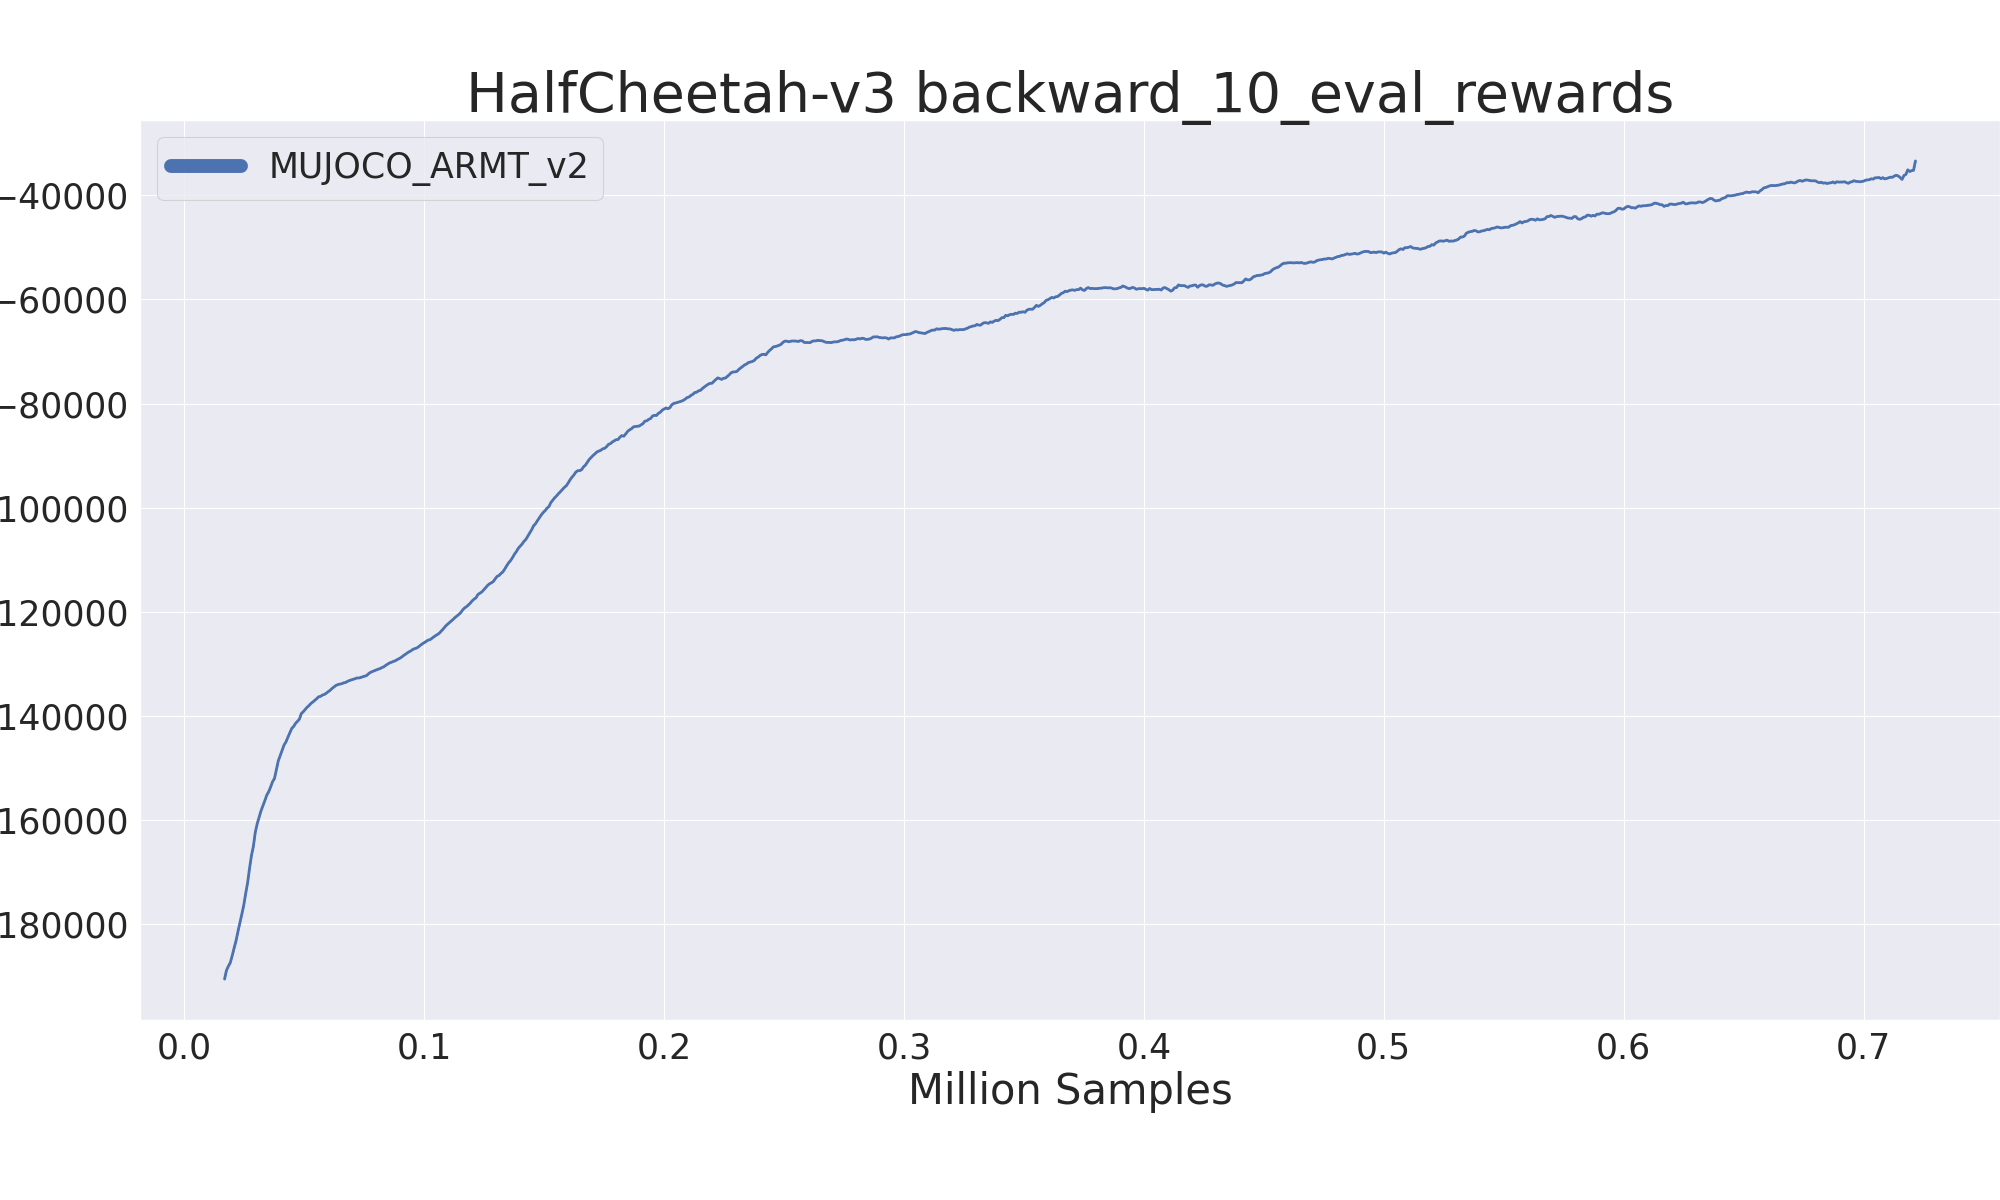 HalfCheetah-v3 backward_10_eval_rewards
MUJOCO_ARMT_v2
−40000
−60000
−80000
100000
120000
140000
160000
180000
0.0 0.1 0.2 0.3 0.4 0.5 0.6 0.7
Million Samples